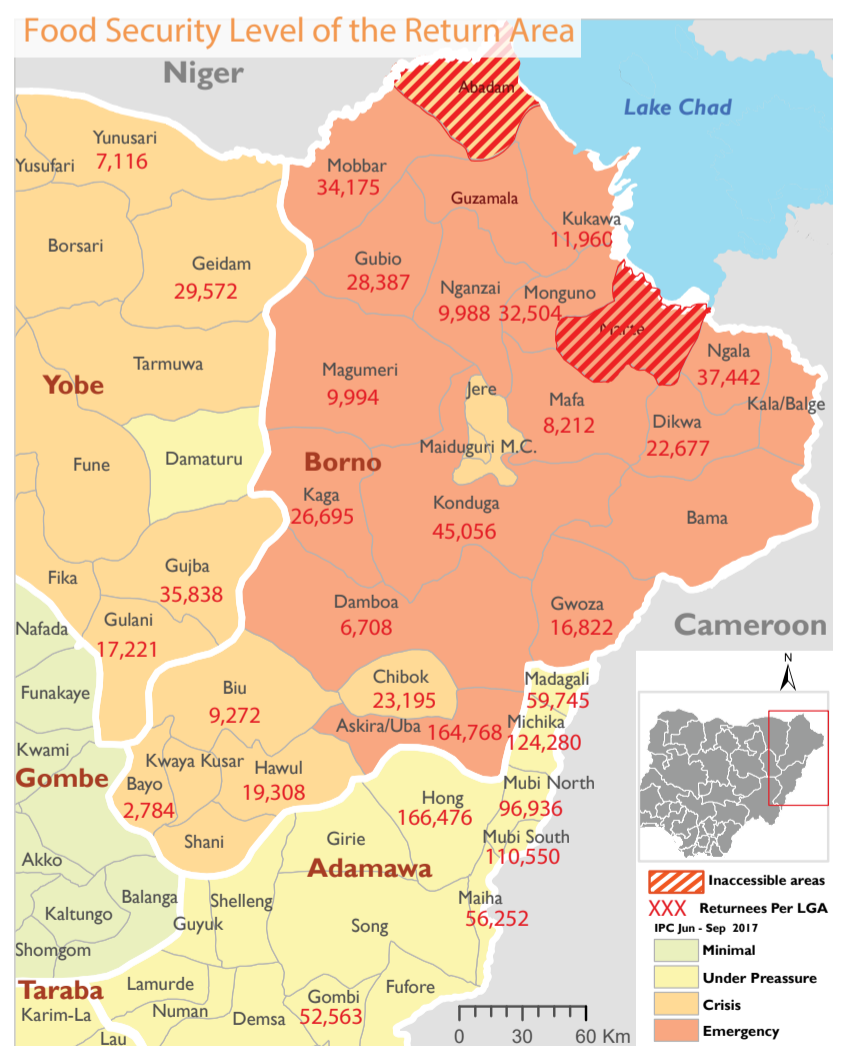 Food Security Level of the Return Area
Niger
Abadam
Lake Chad
Yunusari
7,116
Yusufari
Mobbar
34,175
Guzamala
Kukawa
11,960
Borsari
Geidam
29,572
Gubio
28,387
Nganzai
9,988
Monguno
32,504
Marte
Ngala
37,442
Tarmuwa
Yobe
Magumeri
9,994
Jere
Mafa
8,212
Kala/Balge
Dikwa
22,677
Fune
Damaturu
Borno
Maiduguri M.C.
Kaga
26,695
Konduga
45,056
Bama
Fika
Gujba
35,838
Gulani
17,221
Damboa
6,708
Gwoza
16,822
Cameroon
Nafada
Funakaye
Biu
9,272
Chibok
23,195
Madagali
59,745
Askira/Uba 164,768
Michika
124,280
Kwami
Gombe
Kwaya Kusar
Bayo
2,784
Hawul
19,308
Mubi North
96,936
Hong
166,476
Shani
Girie
Mubi South
110,550
Adamawa
Akko
Balanga
Kaltungo
Shelleng
Guyuk
Maiha
56,252
Song
Shomgom
Taraba
Karim-La
Lamurde
Numan
Demsa
Gombi
52,563
Fufore
Lau
N
Inaccessible areas
XXX Returnees Per LGA
IPC Jun - Sep 2017
Minimal
Under Preassure
Crisis
Emergency
0 30 60 Km